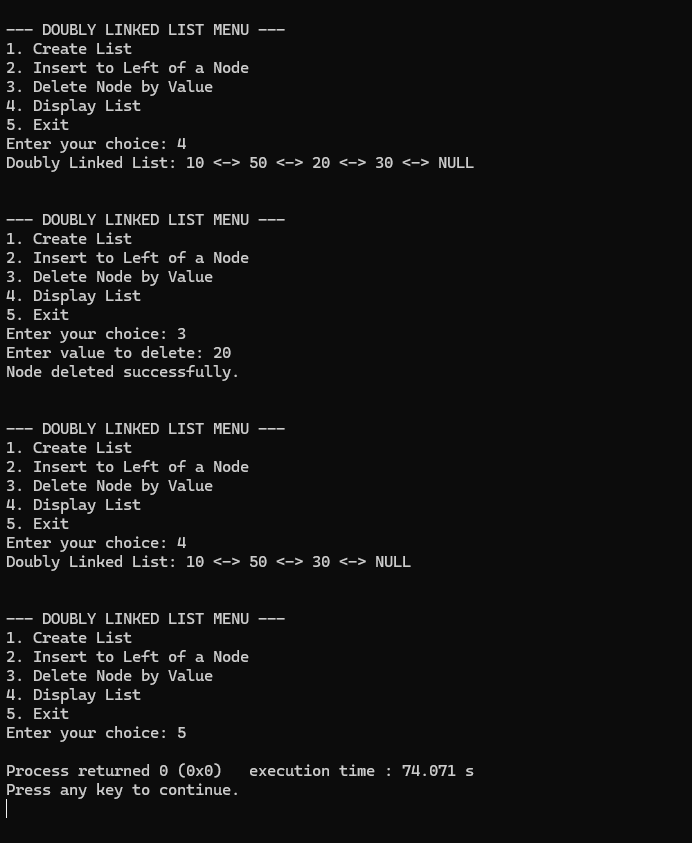 --- DOUBLY LINKED LIST MENU ---
1. Create List
2. Insert to Left of a Node
3. Delete Node by Value
4. Display List
5. Exit
Enter your choice: 4
Doubly Linked List: 10 <-> 50 <-> 20 <-> 30 <-> NULL
--- DOUBLY LINKED LIST MENU ---
1. Create List
2. Insert to Left of a Node
3. Delete Node by Value
4. Display List
5. Exit
Enter your choice: 3
Enter value to delete: 20
Node deleted successfully.
--- DOUBLY LINKED LIST MENU ---
1. Create List
2. Insert to Left of a Node
3. Delete Node by Value
4. Display List
5. Exit
Enter your choice: 4
Doubly Linked List: 10 <-> 50 <-> 30 <-> NULL
--- DOUBLY LINKED LIST MENU ---
1. Create List
2. Insert to Left of a Node
3. Delete Node by Value
4. Display List
5. Exit
Enter your choice: 5
Process returned 0 (0x0)   execution time : 74.071 s
Press any key to continue.